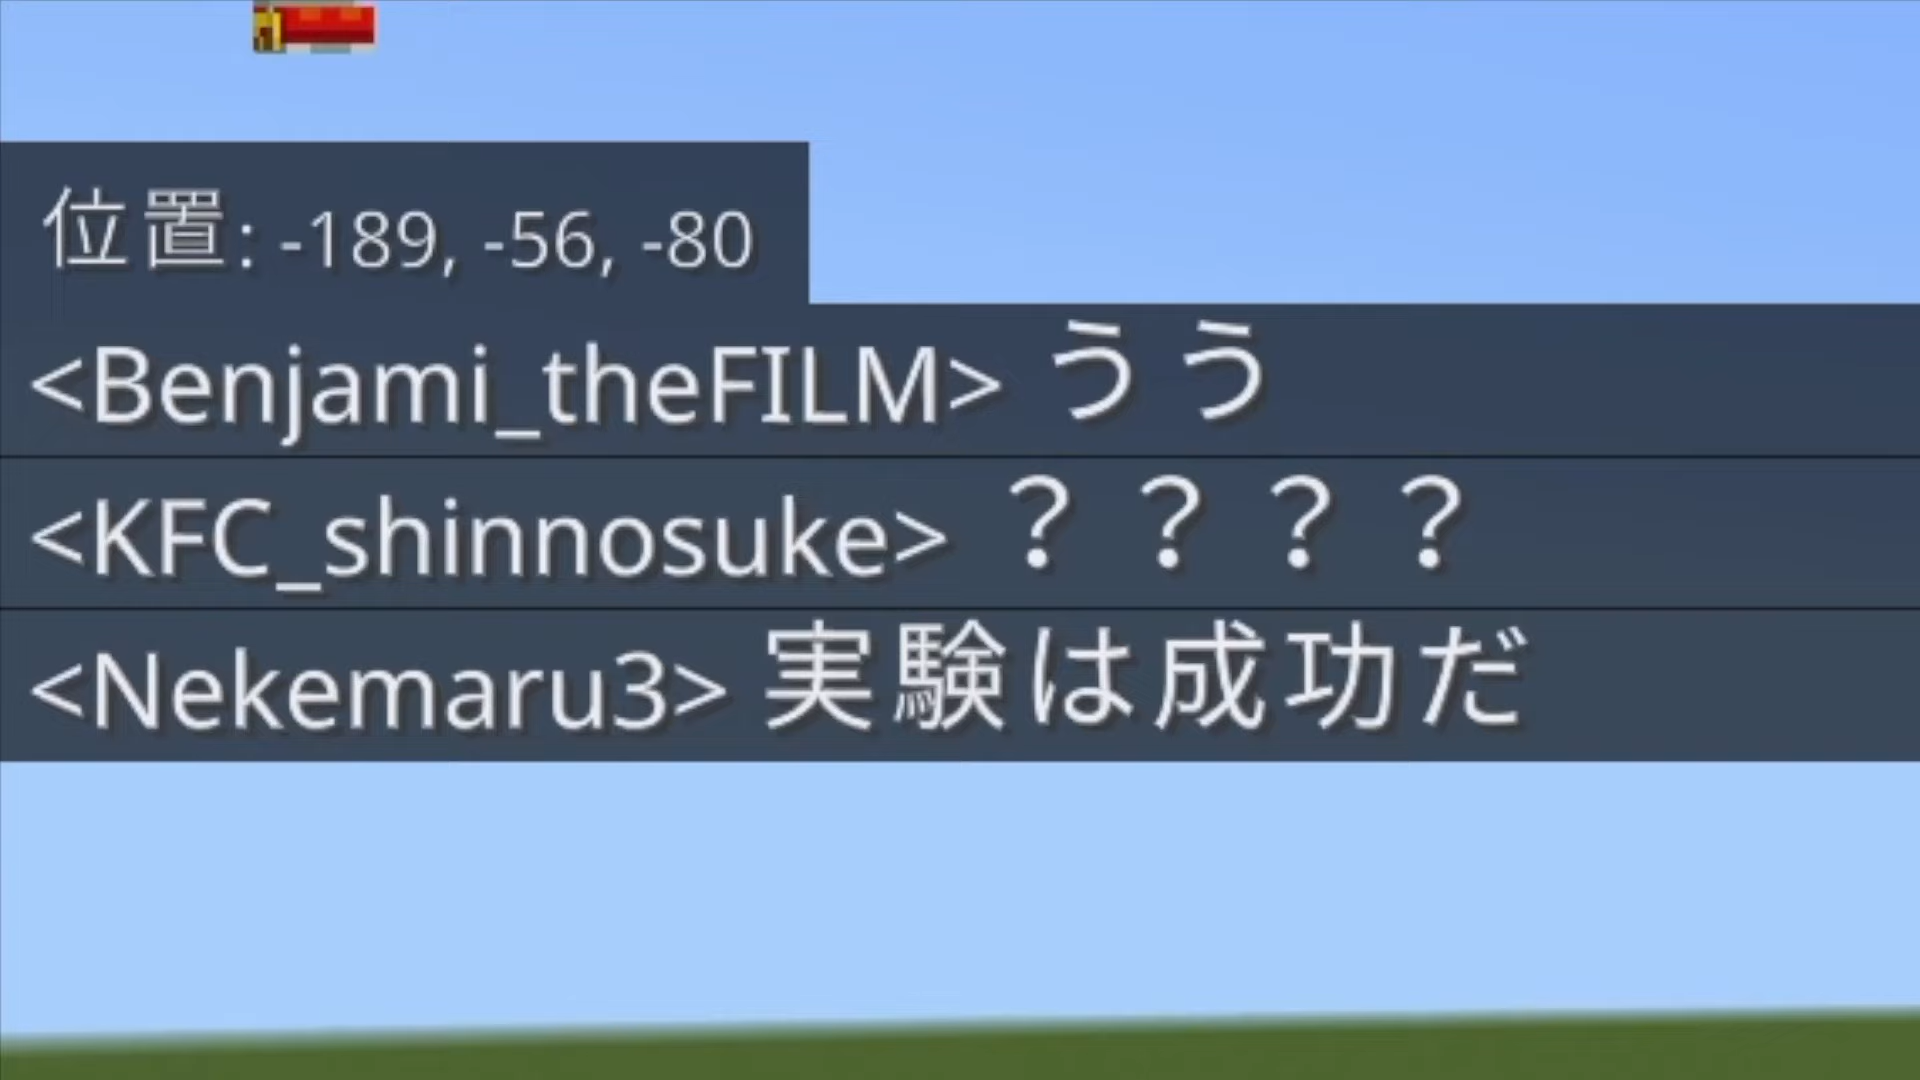 位置: -189, -56, -80
<Benjami_theFILM> うう
<KFC_shinnosuke> ？？？？
<Nekemaru3> 実験は成功だ